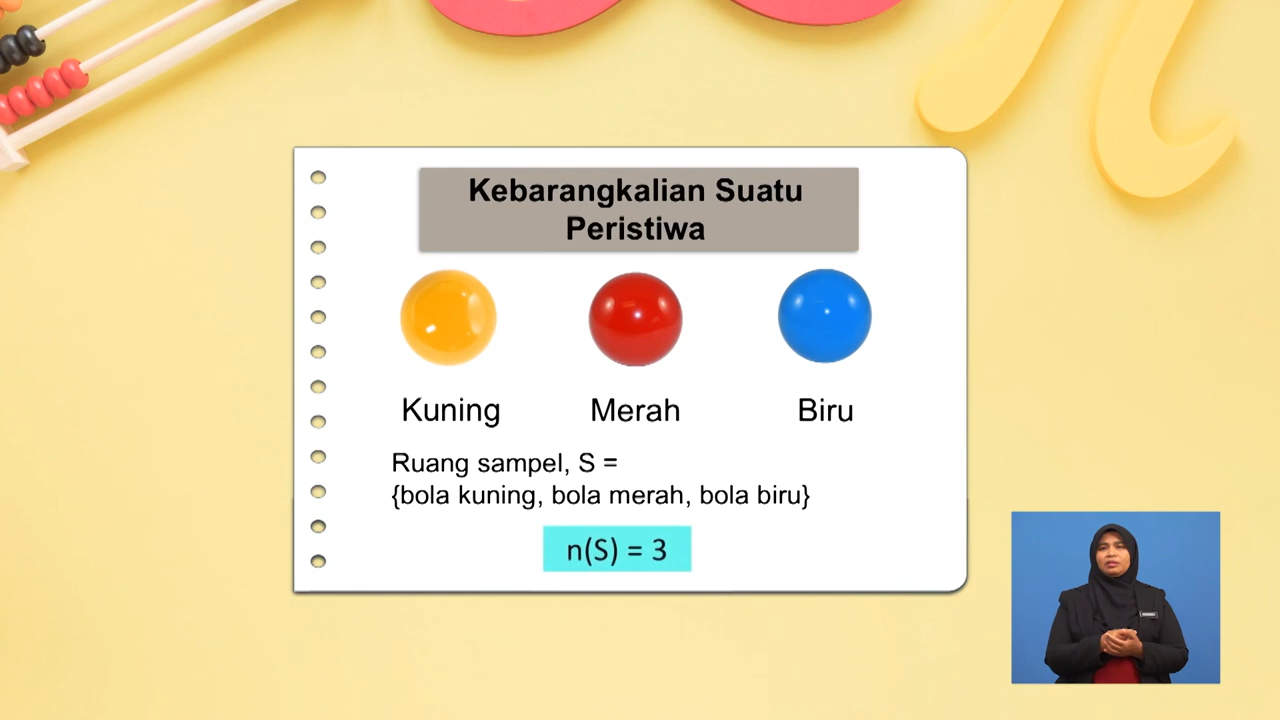 Kebarangkalian Suatu
Peristiwa
Kuning
Merah
Biru
Ruang sampel, S =
{bola kuning, bola merah, bola biru}
n(S) = 3